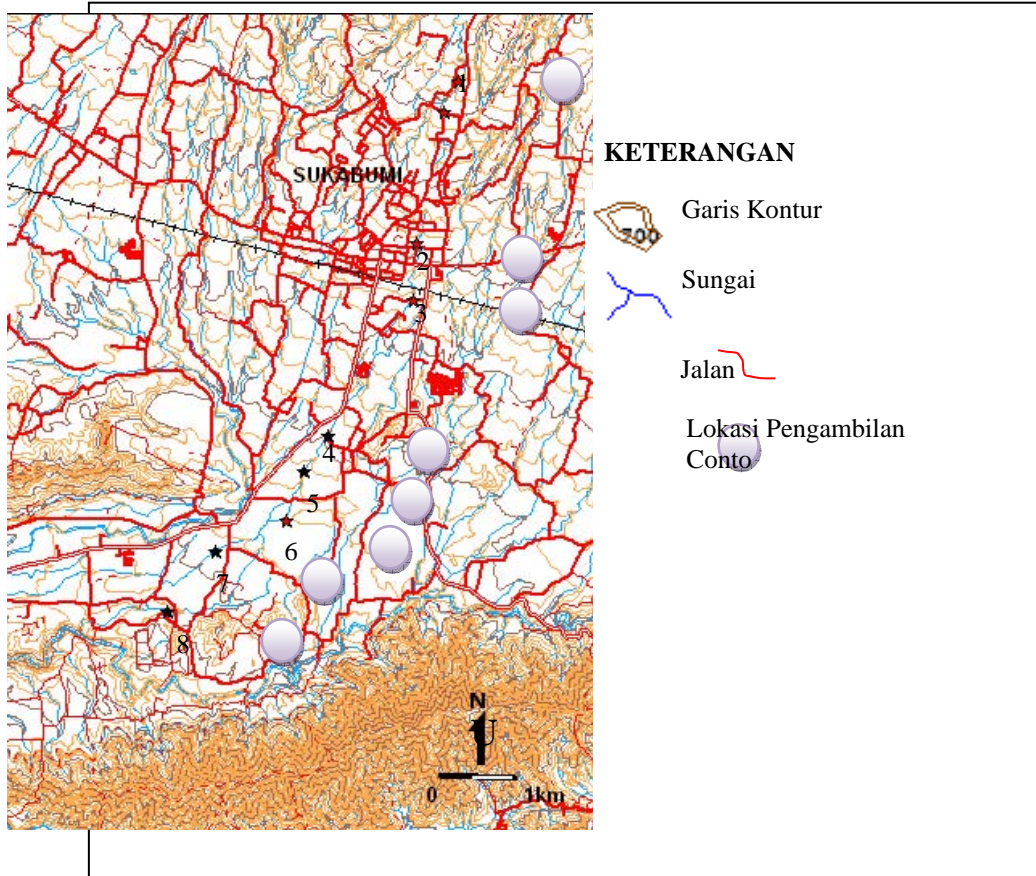 1
SUKABUMI
2
3
4
5
6
7
8
N
U
0 1km
KETERANGAN
700
Garis Kontur
Sungai
Jalan
Lokasi Pengambilan
Conto